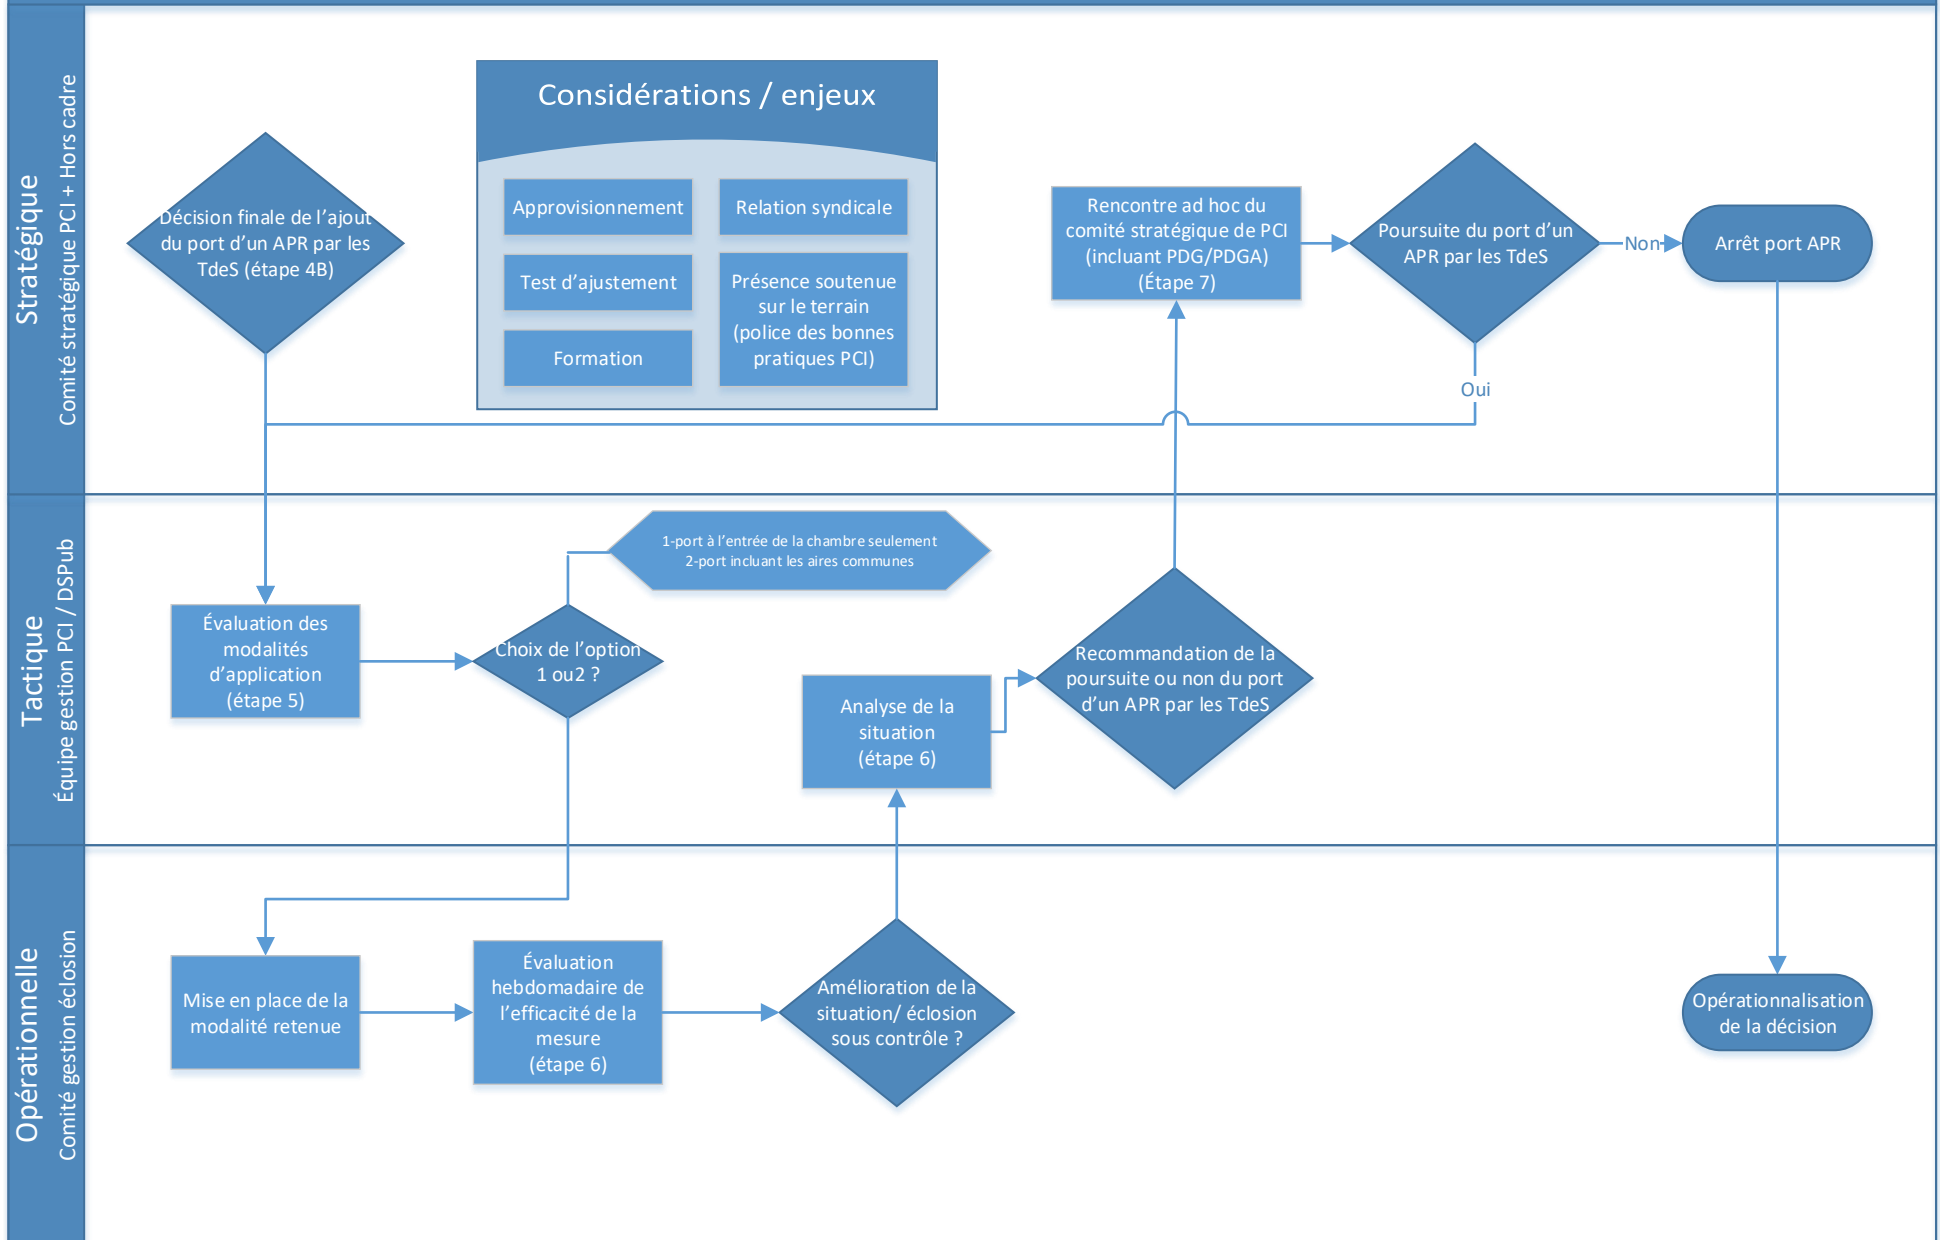 Stratégique
Comité stratégique PCI + Hors cadre
Décision finale de l'ajout
du port d'un APR par les
TdeS (étape 4B)
Considérations / enjeux
Approvisionnement
Test d'ajustement
Formation
Relation syndicale
Présence soutenue
sur le terrain
(police des bonnes
pratiques PCI)
Rencontre ad hoc du
comité stratégique de PCI
(incluant PDG/PDGA)
(Étape 7)
Poursuite du port d'un
APR par les TdeS
Non
Arrêt port APR
Oui
Tactique
Équipe gestion PCI / DSPub
Évaluation des
modalités
d'application
(étape 5)
Choix de l'option
1 ou2 ?
1-port à l'entrée de la chambre seulement
2-port incluant les aires communes
Analyse de la
situation
(étape 6)
Recommandation de la
poursuite ou non du port
d'un APR par les TdeS
Opérationnelle
Comité gestion éclosion
Mise en place de la
modalité retenue
Évaluation
hebdomadaire de
l'efficacité de la
mesure
(étape 6)
Amélioration de la
situation/ éclosion
sous contrôle ?
Opérationnalisation
de la décision